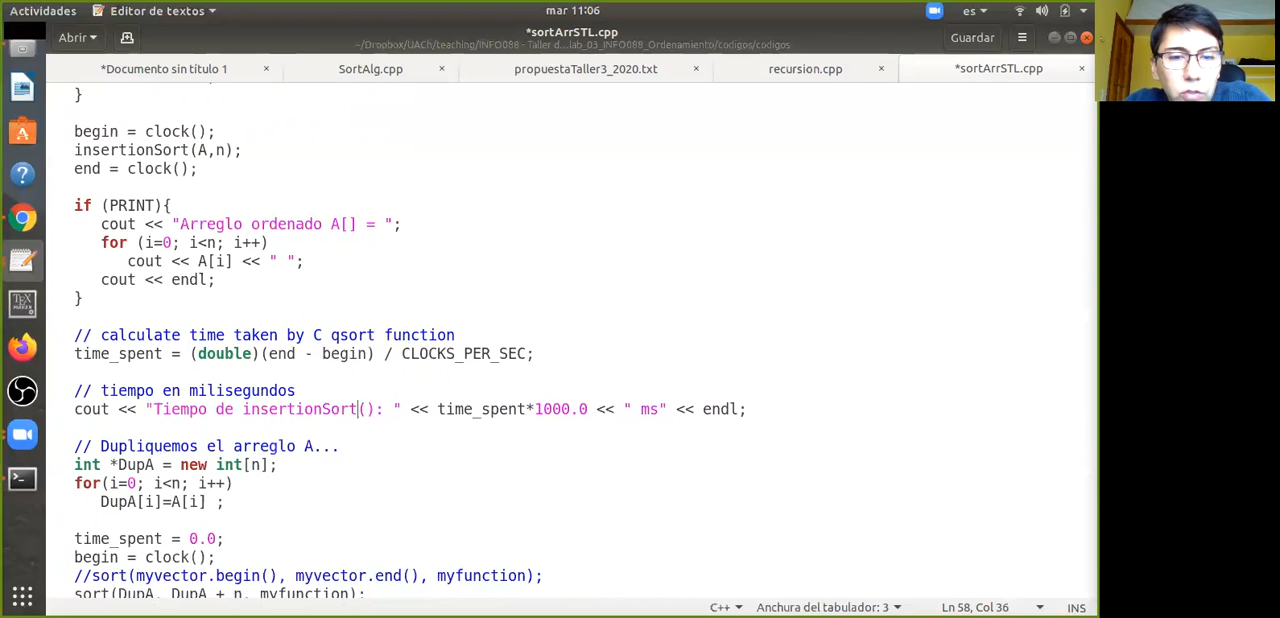 Actividades Editor de textos mar 11:06 es
Abrir *sortArrSTL.cpp Guardar
~/Dropbox/UACh/teaching/INFO088 - Taller d...lab_03_INFO088_Ordenamiento/codigos/codigos
*Documento sin título 1 × SortAlg.cpp × propuestaTaller3_2020.txt × recursion.cpp × *sortArrSTL.cpp ×
}
begin = clock();
insertionSort(A,n);
end = clock();
if (PRINT){
cout << "Arreglo ordenado A[] = ";
for (i=0; i<n; i++)
cout << A[i] << " ";
cout << endl;
}
// calculate time taken by C qsort function
time_spent = (double)(end - begin) / CLOCKS_PER_SEC;
// tiempo en milisegundos
cout << "Tiempo de insertionSort(): " << time_spent*1000.0 << " ms" << endl;
// Dupliquemos el arreglo A...
int *DupA = new int[n];
for(i=0; i<n; i++)
DupA[i]=A[i] ;
time_spent = 0.0;
begin = clock();
//sort(myvector.begin(), myvector.end(), myfunction);
sort(DupA, DupA + n, myfunction);
C++ Anchura del tabulador: 3 Ln 58, Col 36 INS